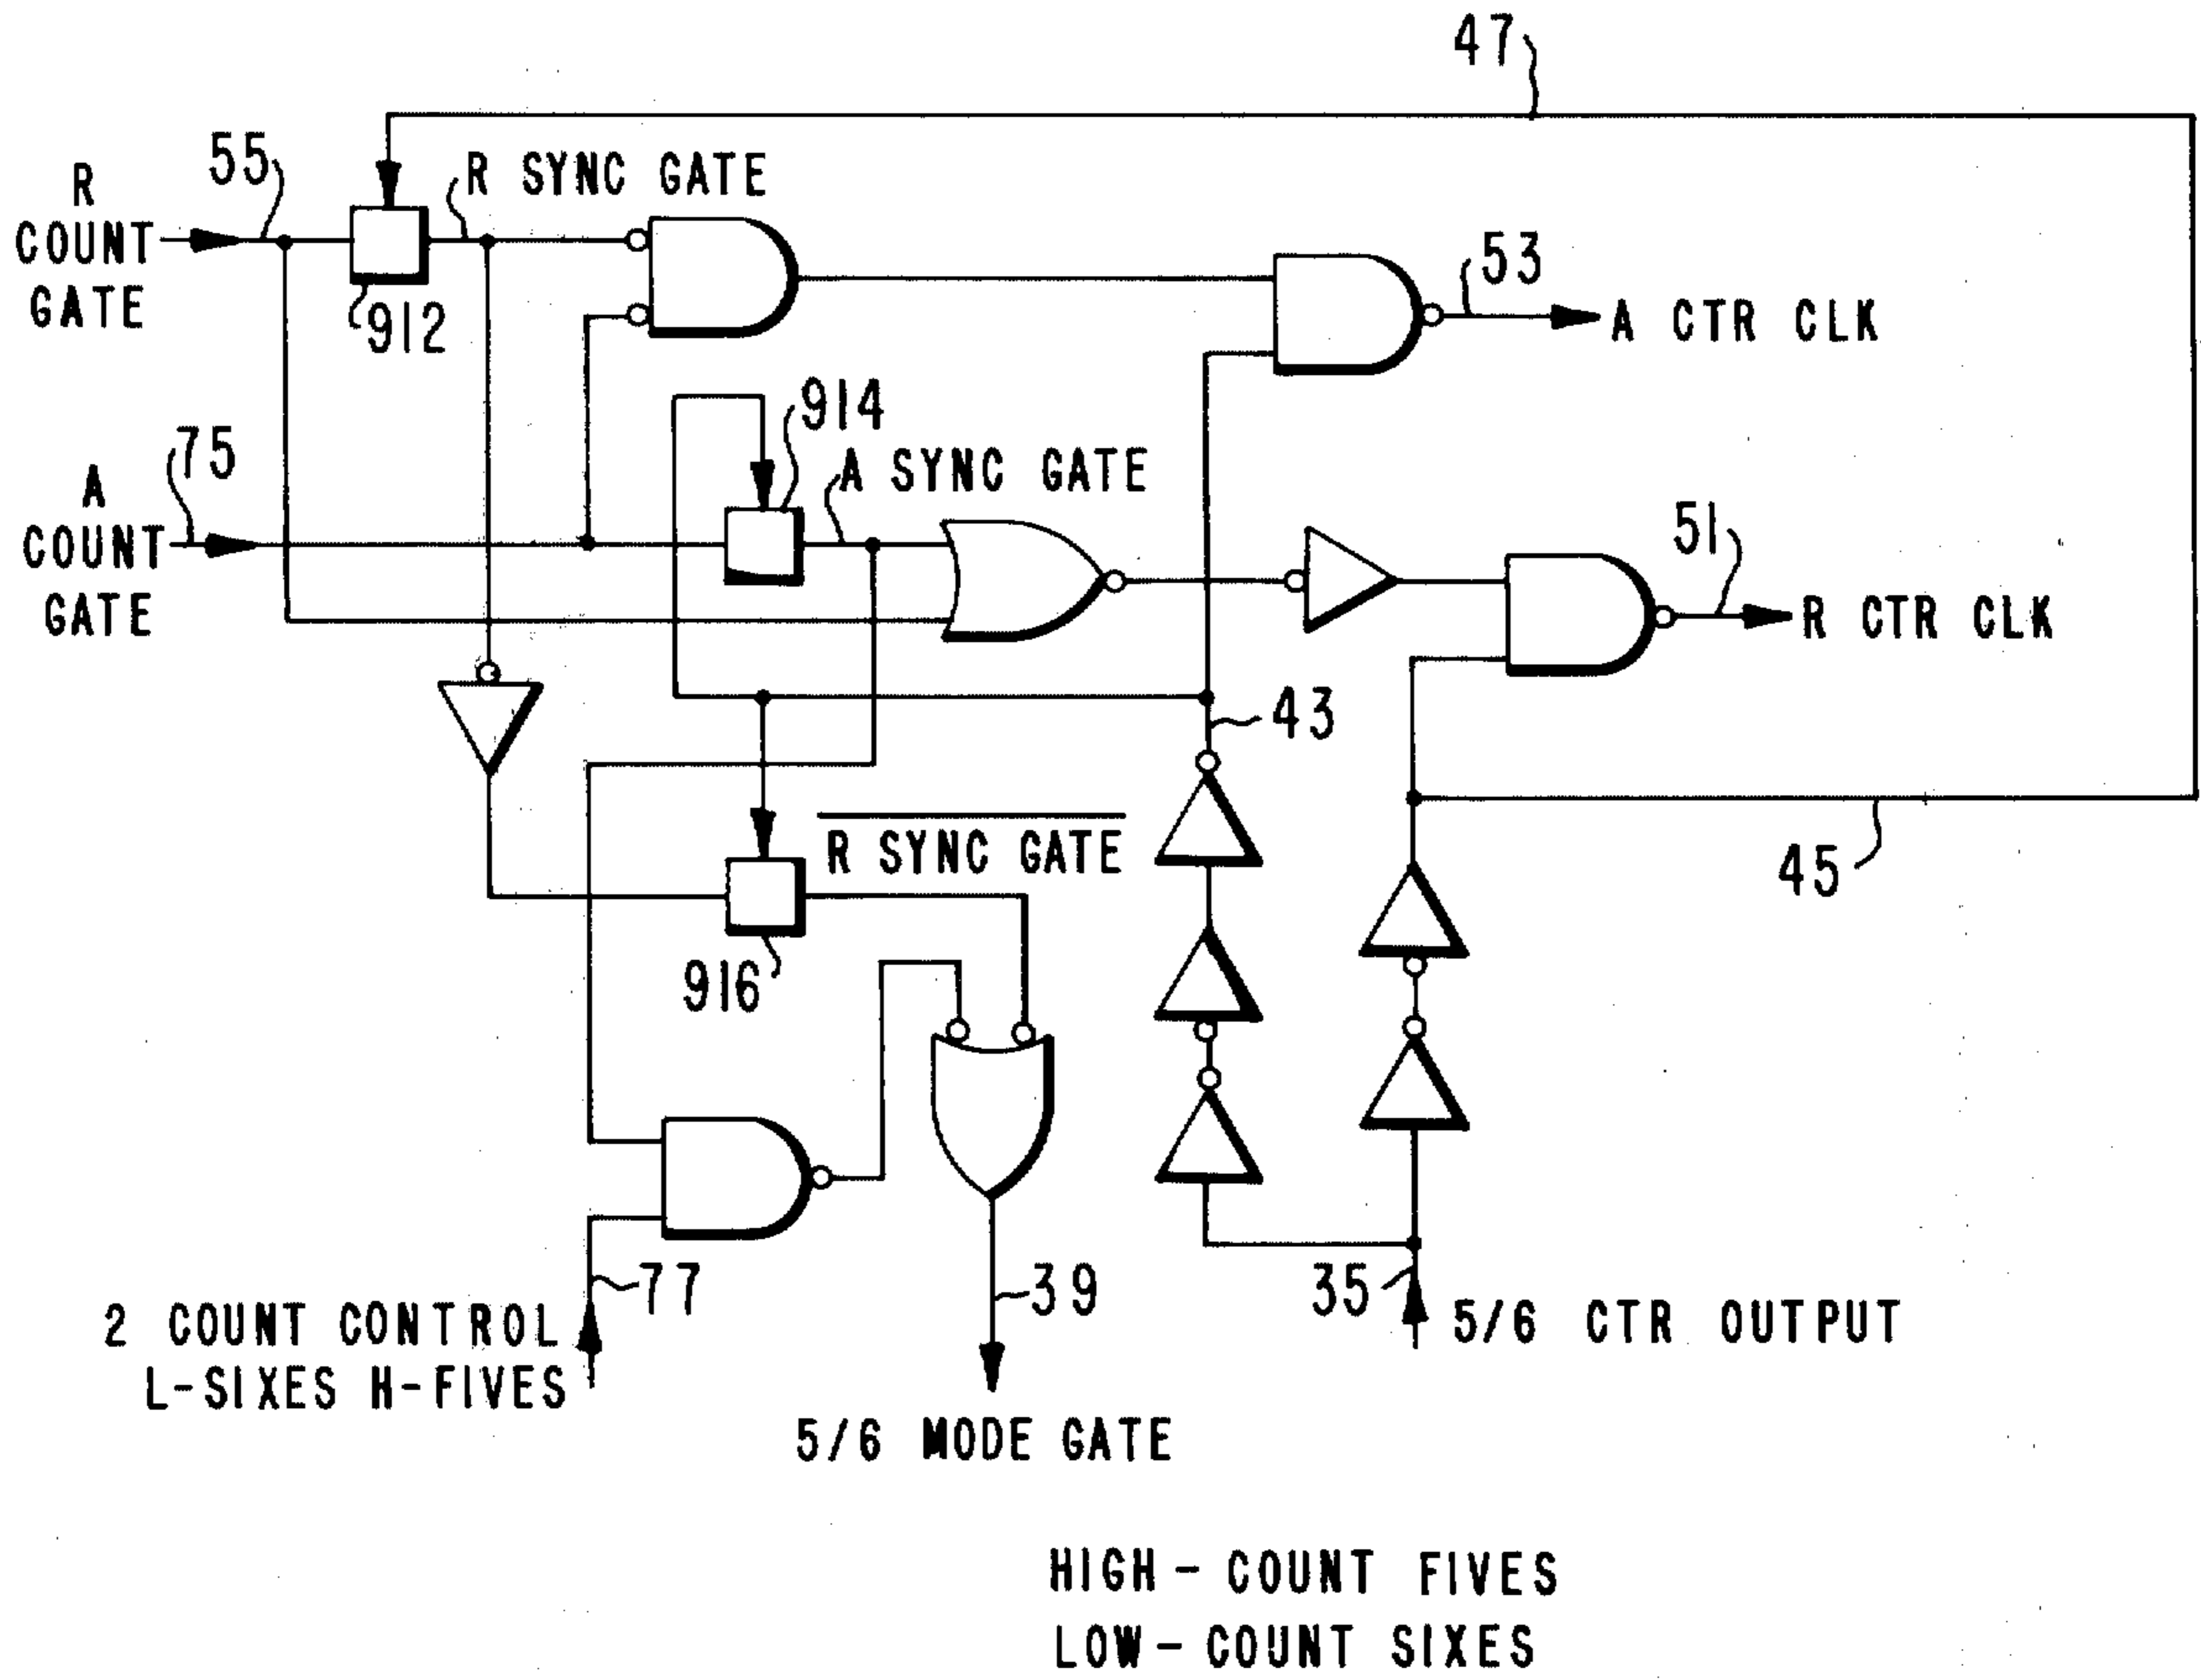 47
55
R SYNC GATE
R
COUNT
GATE
912
53
A CTR CLK
914
75
A SYNC GATE
A
COUNT
GATE
51
R CTR CLK
43
R SYNC GATE
45
916
77
39
35
2 COUNT CONTROL
L-SIXES H-FIVES
5/6 CTR OUTPUT
5/6 MODE GATE
HIGH - COUNT FIVES
LOW - COUNT SIXES